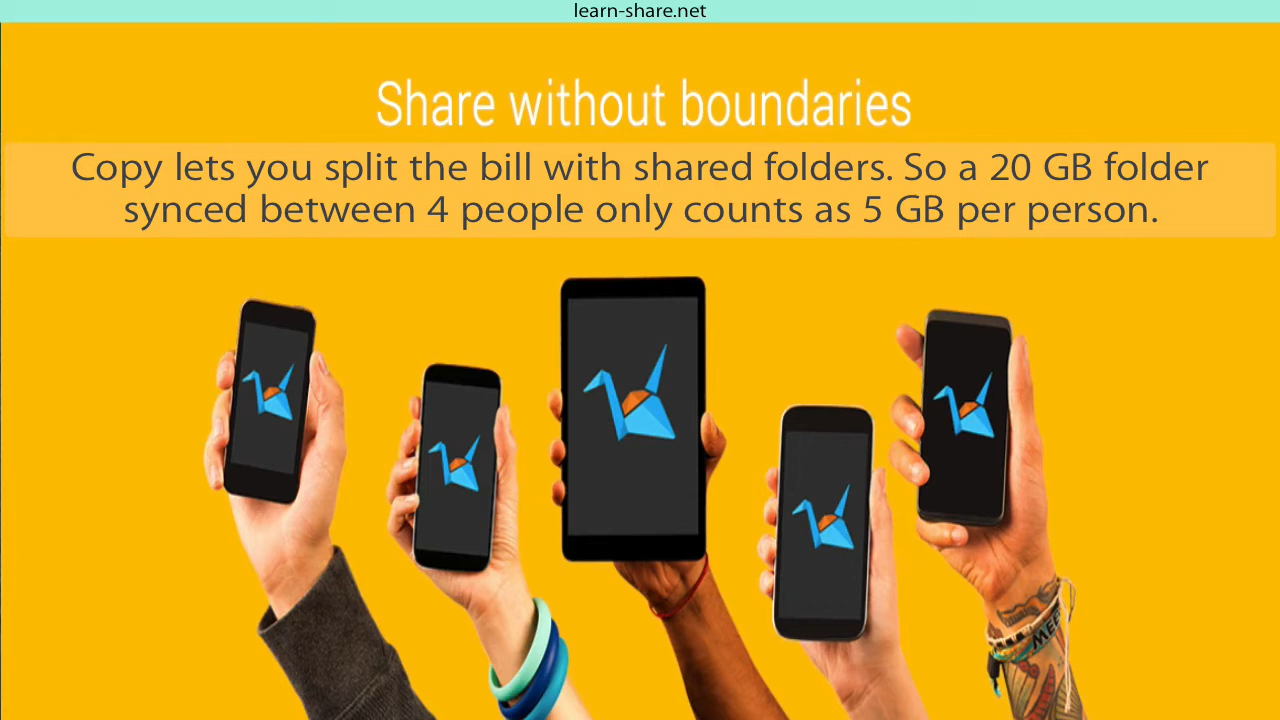 learn-share.net
Share without boundaries
Copy lets you split the bill with shared folders. So a 20 GB folder
synced between 4 people only counts as 5 GB per person.
MEE